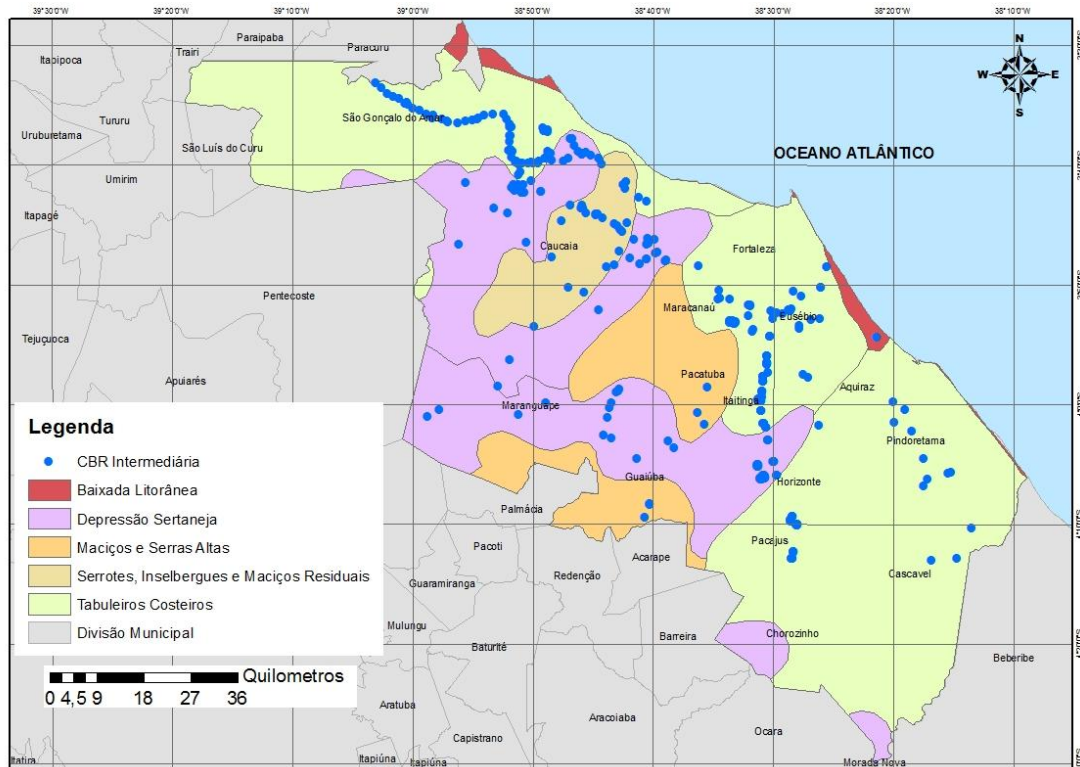 39°30'0"W 39°20'0"W 39°10'0"W 39°0'0"W 38°50'0"W 38°40'0"W 38°30'0"W 38°20'0"W 38°10'0"W
Paraipaba
Paracuru
Trairi
Itapipoca
N
W E
S
São Gonçalo do Amar
Tururu
Uruburetama
São Luís do Curu
OCEANO ATLÂNTICO
Umirim
Itapagé
Caucaia
Fortaleza
Pentecoste
Maracanaú
Eusébio
Tejuçuoca
Apuiarés
Pacatuba
Aquiraz
Itaitinga
Maranguape
Pindoretama
Guaiúba
Horizonte
Palmácia
Pacajus
Pacoti
Acarape
Redenção
Guaramiranga
Cascavel
Mulungu
Barreira
Chorozinho
Baturité
Beberibe
Aratuba
Aracoiaba
Ocara
Capistrano
Itatira
Itapiúna
Itapiúna
Morada Nova
Legenda
CBR Intermediária
Baixada Litorânea
Depressão Sertaneja
Maciços e Serras Altas
Serrotes, Inselbergues e Maciços Residuais
Tabuleiros Costeiros
Divisão Municipal
Quilometros
0 4,5 9 18 27 36